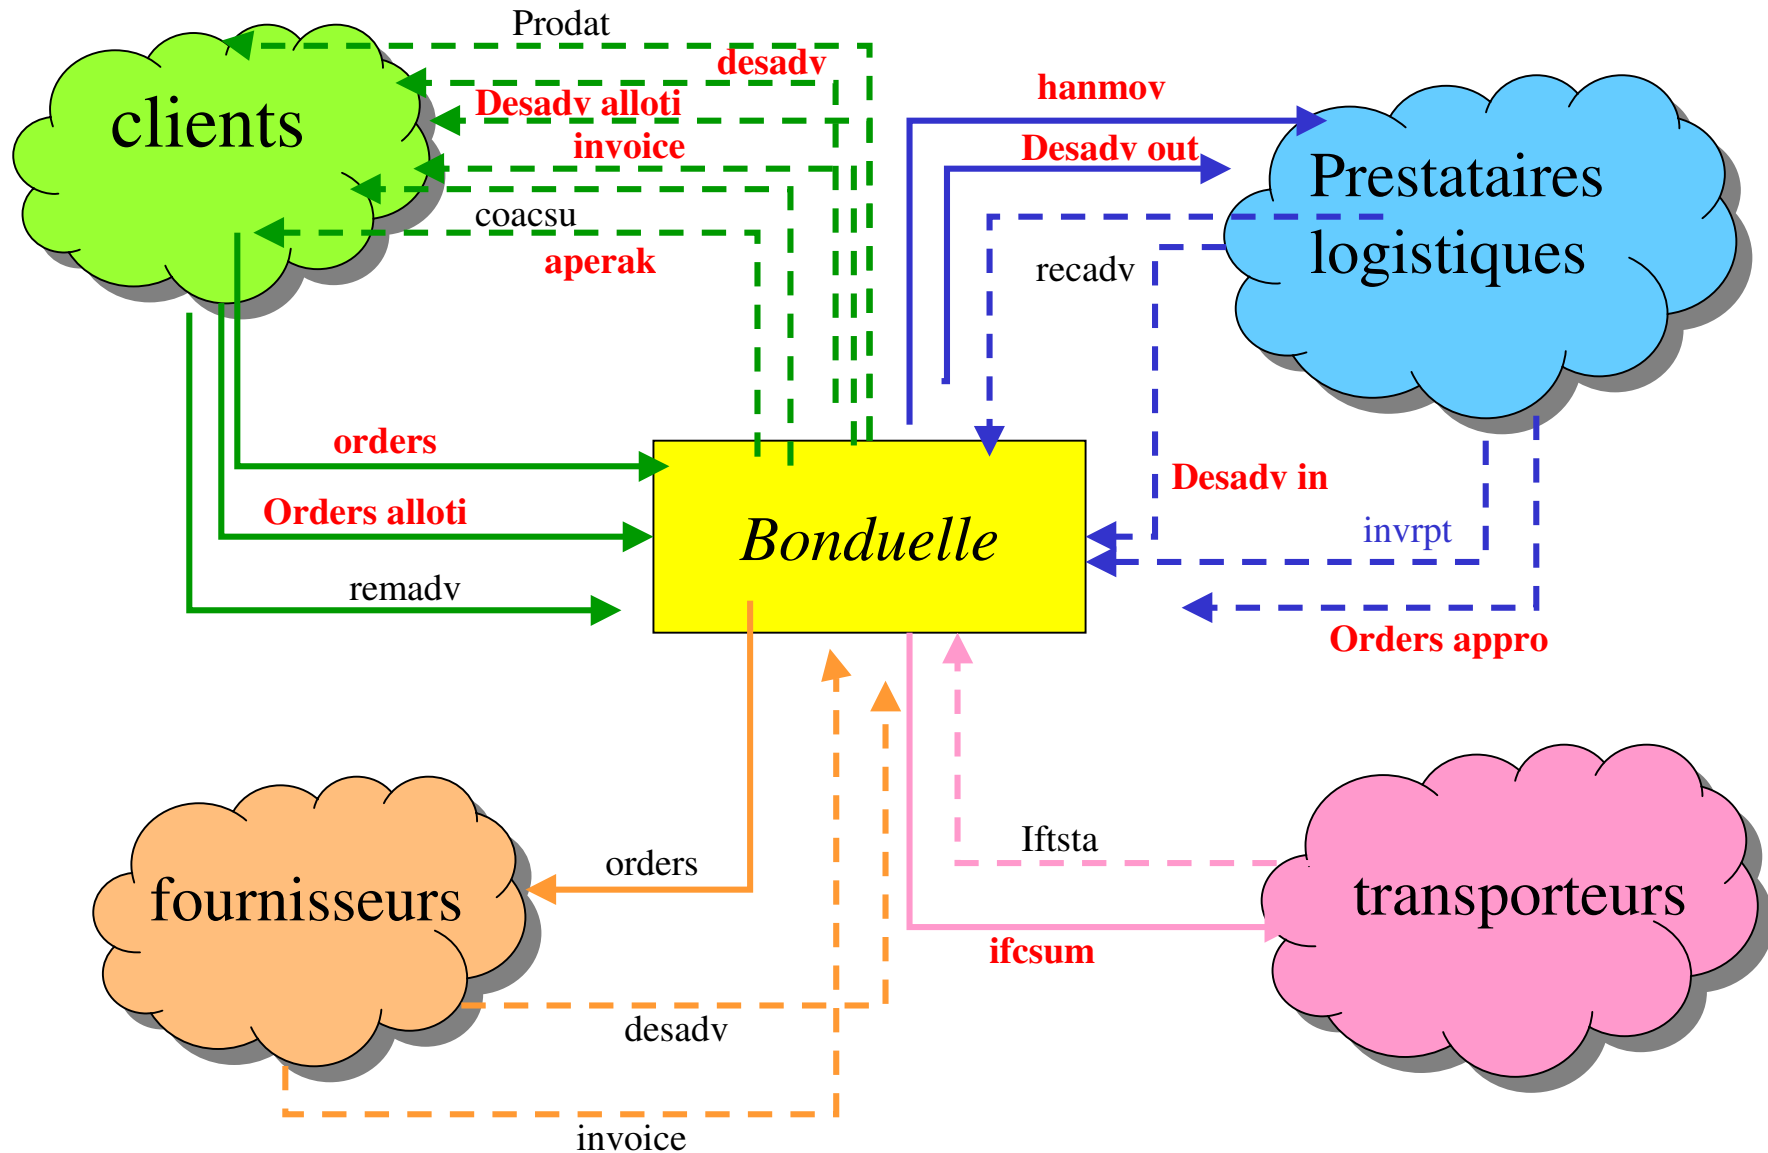 Prodat
desadv
Desadv alloti
invoice
coacsu
aperak
clients
hanmov
Desadv out
recadv
Prestataires
logistiques
orders
Orders alloti
remadv
Bonduelle
Desadv in
invrpt
Orders appro
orders
fournisseurs
desadv
invoice
Iftsta
transporteurs
ifcsum